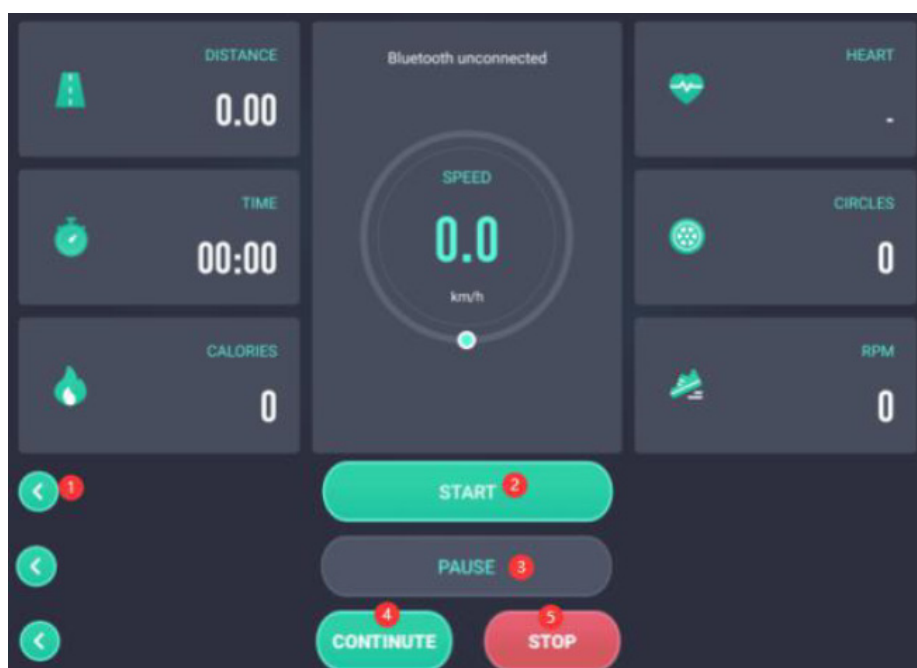 DISTANCE
0.00
Bluetooth unconnected
HEART
-
TIME
00:00
SPEED
0.0
km/h
CIRCLES
0
CALORIES
0
RPM
0
1
START 2
PAUSE 3
4
CONTINUTE
5
STOP